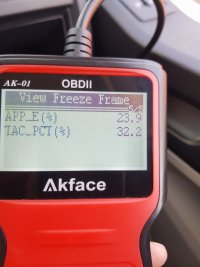 AK-01 OBDII
View Freeze Frame
5/5
APP_E(%) 23.9
TAC_PCT(%) 32.2
Akface